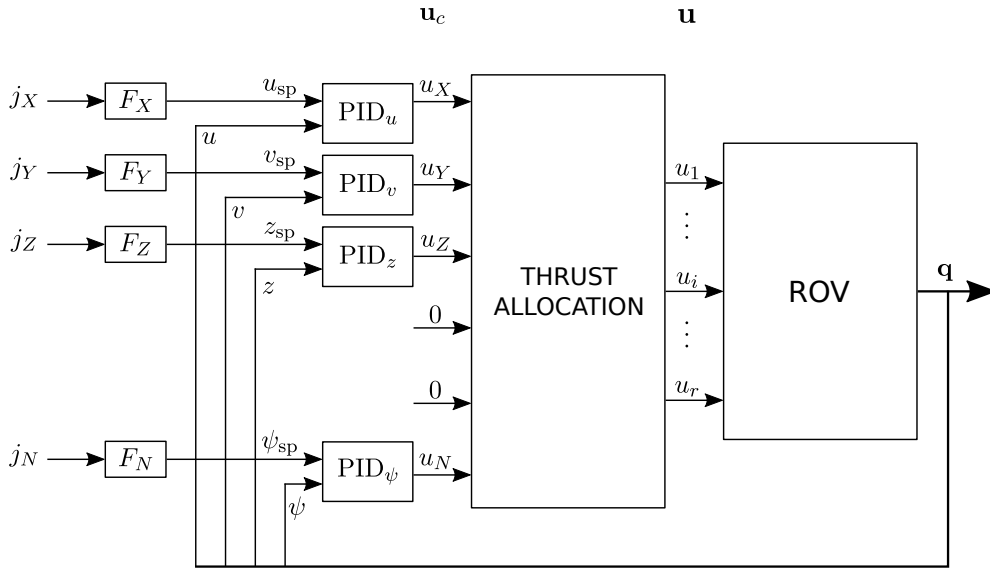 𝐮_c 𝐮
j_X F_X u_sp PID_u u_X
u
j_Y F_Y v_sp PID_v u_Y u_1
v
j_Z F_Z z_sp PID_z u_Z ⋮
z
THRUST
ALLOCATION
u_i ROV 𝐪
0 ⋮
0 u_r
j_N F_N ψ_sp PID_ψ u_N
ψ